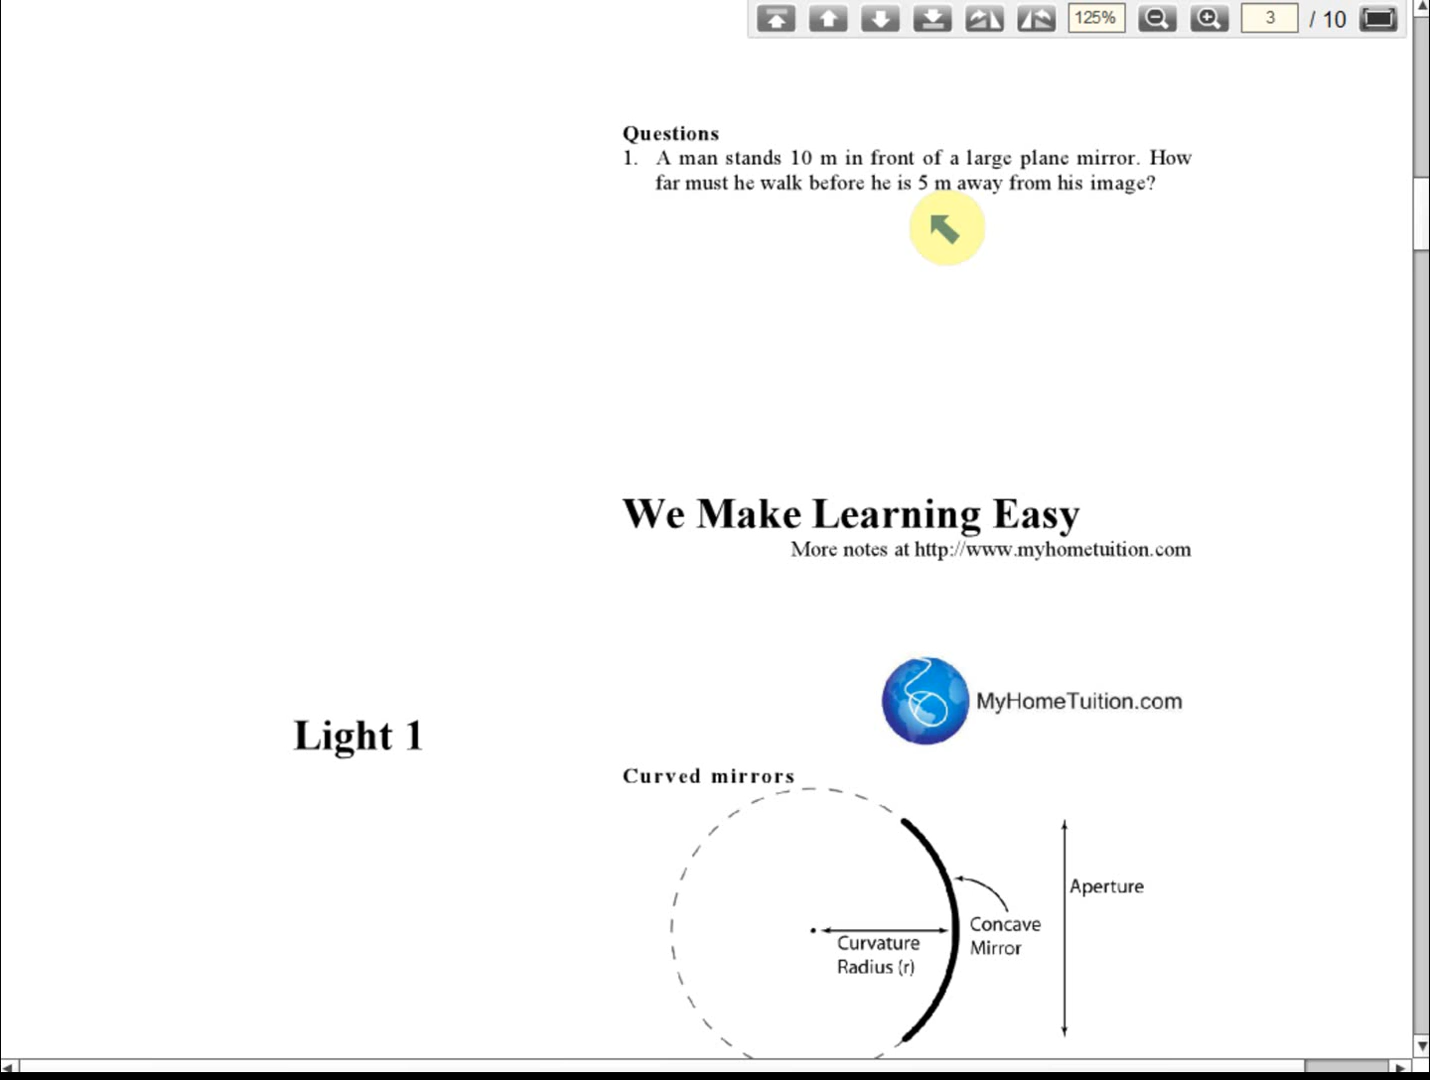 125%
3
/ 10
Questions
1. A man stands 10 m in front of a large plane mirror. How
far must he walk before he is 5 m away from his image?
We Make Learning Easy
More notes at http://www.myhometuition.com
MyHomeTuition.com
Light 1
Curved mirrors
Aperture
Concave
Mirror
Curvature
Radius (r)